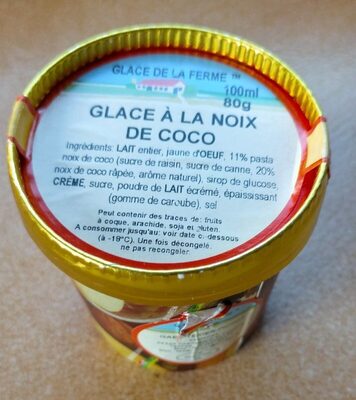 GLACE DE LA FERME ™
100ml
80g
GLACE À LA NOIX
DE COCO
Ingrédients: LAIT entier, jaune d'OEUF, 11% pasta
noix de coco (sucre de raisin, sucre de canne, 20%
noix de coco râpée, arôme naturel), sirop de glucose,
CRÈME, sucre, poudre de LAIT écrémé, épaississant
(gomme de caroube), sel
Peut contenir des traces de: fruits
à coque, arachide, soja et gluten.
A consommer jusqu'au: voir date ci-dessous
(à -18°C). Une fois décongelé,
ne pas recongeler.